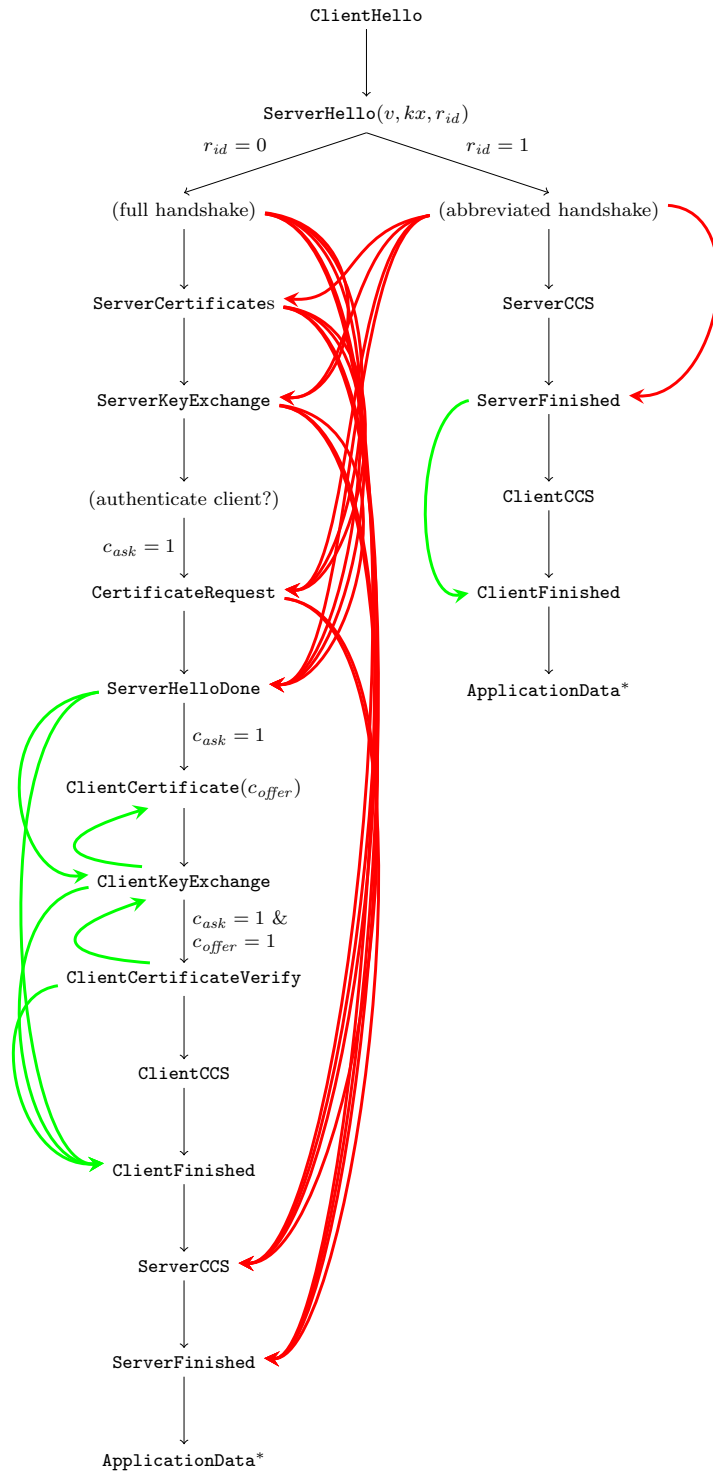 ClientHello
ServerHello(v, kx, r_id)
r_id = 0
r_id = 1
(full handshake)
(abbreviated handshake)
ServerCertificates
ServerCCS
ServerKeyExchange
ServerFinished
(authenticate client?)
ClientCCS
c_ask = 1
CertificateRequest
ClientFinished
ServerHelloDone
ApplicationData*
c_ask = 1
ClientCertificate(c_offer)
ClientKeyExchange
c_ask = 1 &
c_offer = 1
ClientCertificateVerify
ClientCCS
ClientFinished
ServerCCS
ServerFinished
ApplicationData*